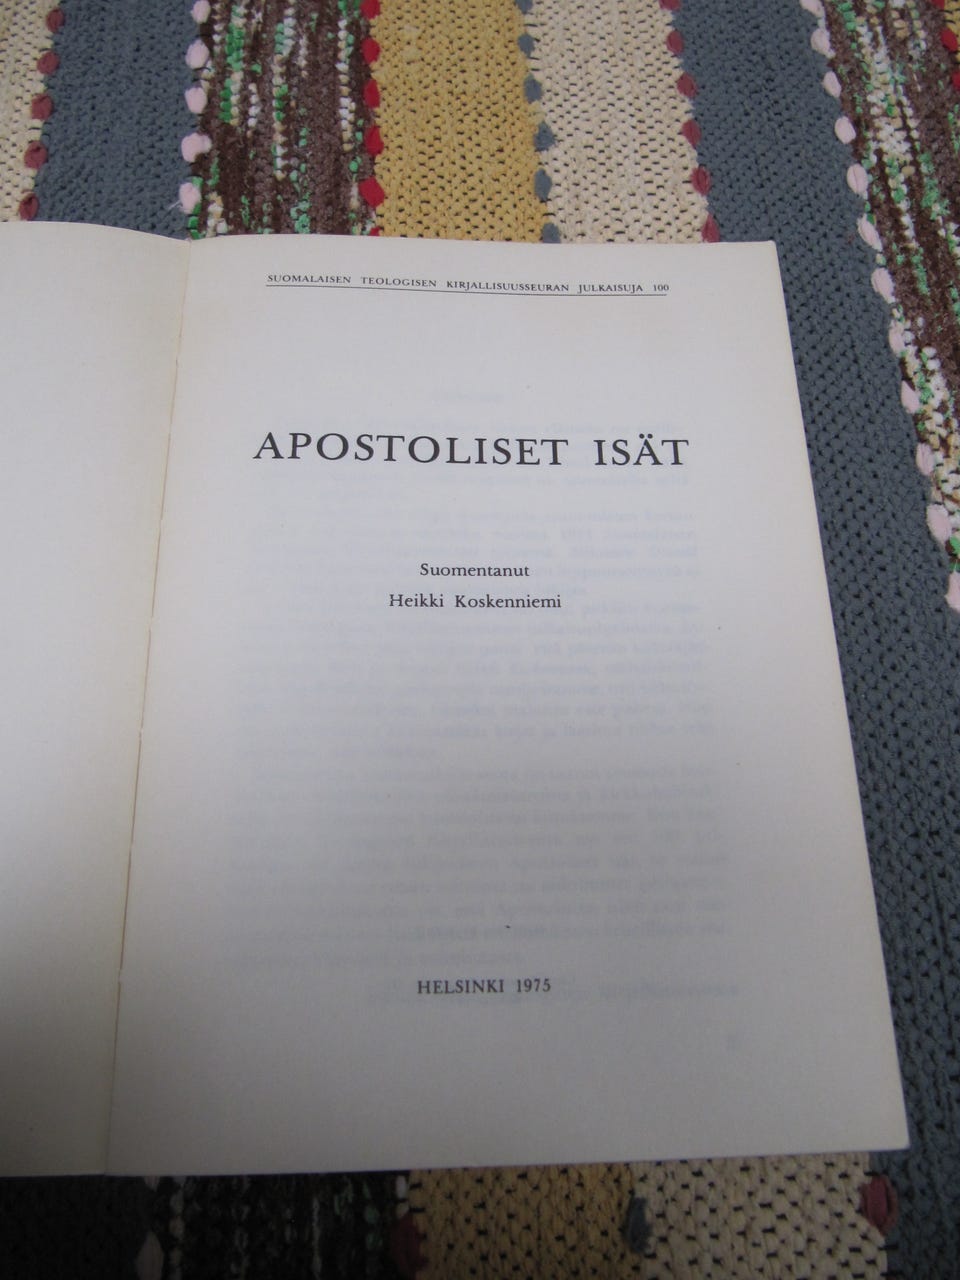 SUOMALAISEN TEOLOGISEN KIRJALLISUUSSEURAN JULKAISUJA 100
APOSTOLISET ISÄT
Suomentanut
Heikki Koskenniemi
HELSINKI 1975